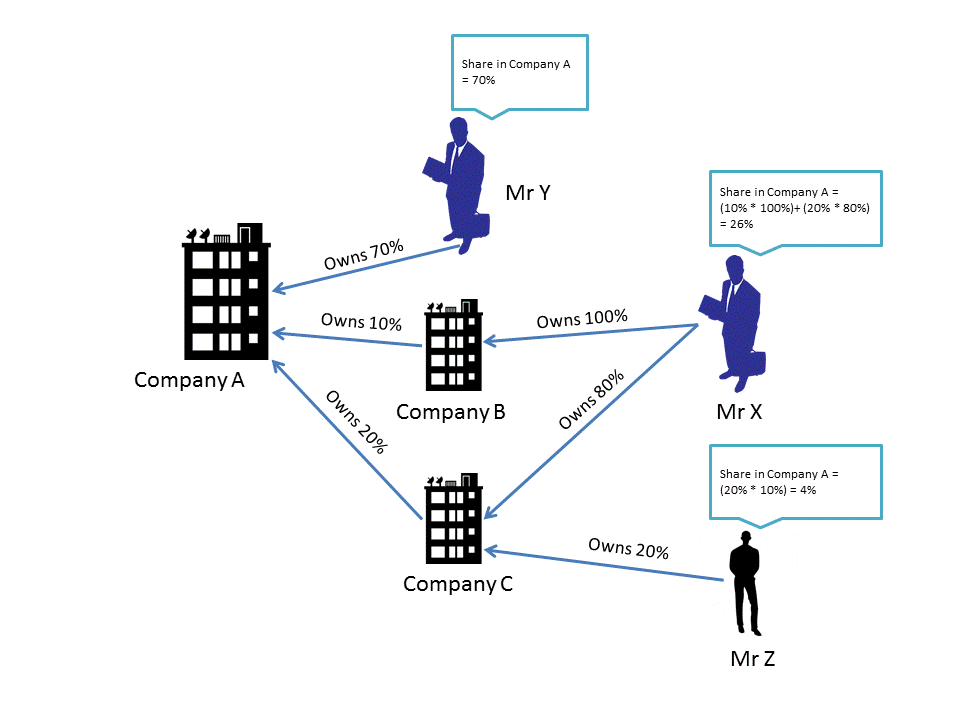 Share in Company A
= 70%
Mr Y
Share in Company A =
(10% * 100%)+ (20% * 80%)
= 26%
Owns 70%
Owns 10%
Owns 100%
Company A
Company B
Mr X
Owns 20%
Owns 80%
Share in Company A =
(20% * 10%) = 4%
Owns 20%
Company C
Mr Z